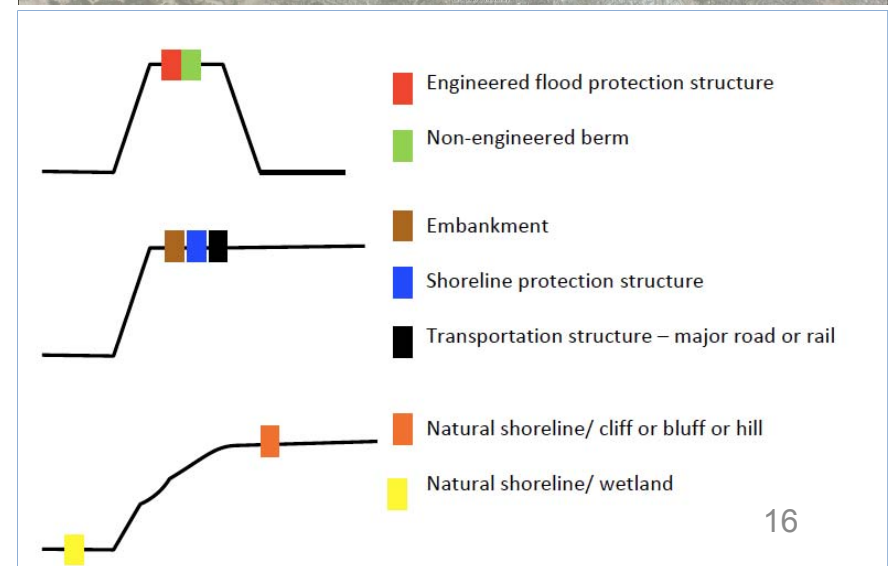 Engineered flood protection structure
Non-engineered berm
Embankment
Shoreline protection structure
Transportation structure – major road or rail
Natural shoreline/ cliff or bluff or hill
Natural shoreline/ wetland
16